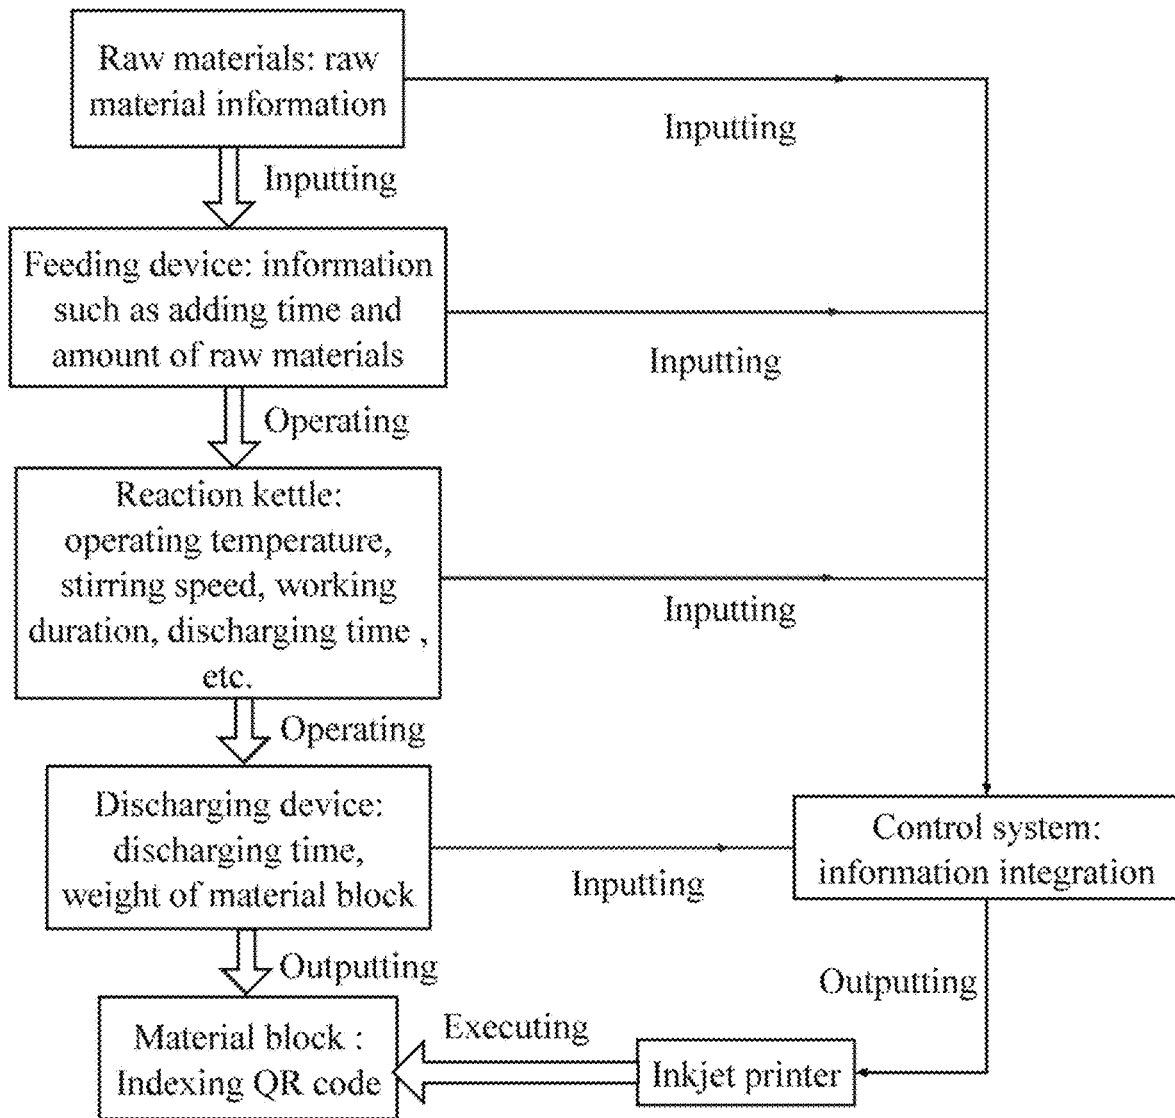 Raw materials: raw
material information
Inputting
Inputting
Feeding device: information
such as adding time and
amount of raw materials
Inputting
Operating
Reaction kettle:
operating temperature,
stirring speed, working
duration, discharging time ,
etc.
Inputting
Operating
Discharging device:
discharging time,
weight of material block
Inputting
Control system:
information integration
Outputting
Outputting
Material block :
Indexing QR code
Executing
Inkjet printer